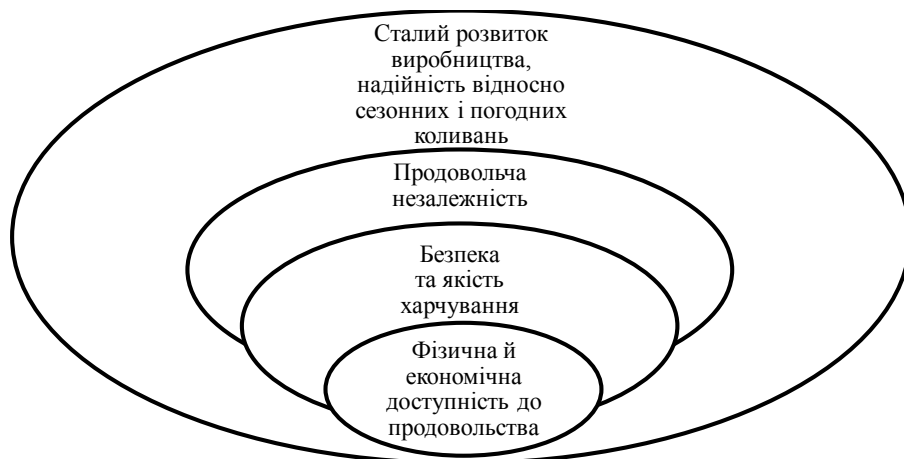 Сталий розвиток
виробництва,
надійність відносно
сезонних і погодних
коливань
Продовольча
незалежність
Безпека
та якість
харчування
Фізична й
економічна
доступність до
продовольства